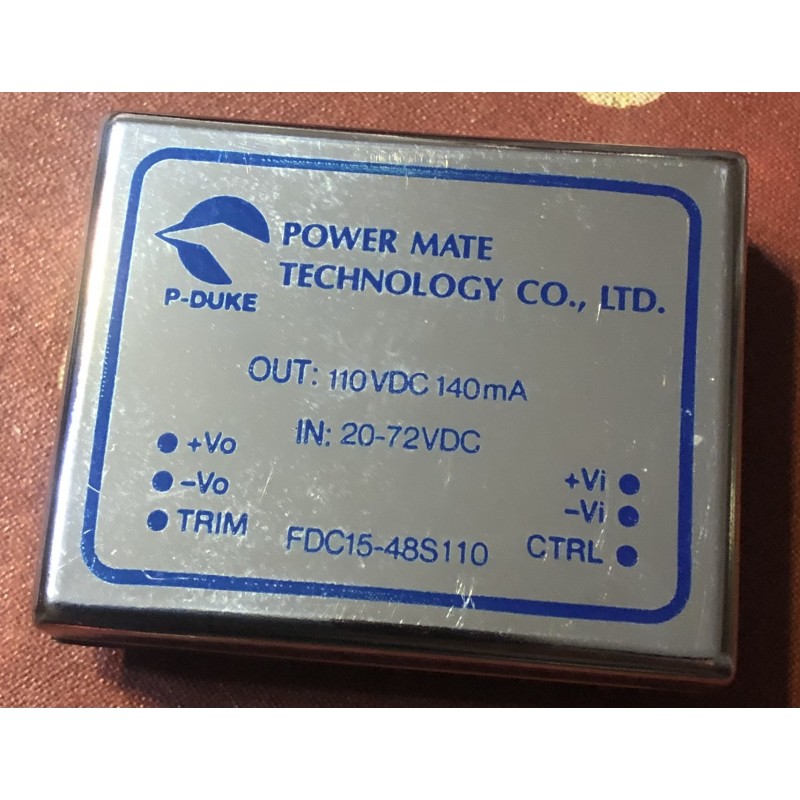 POWER MATE
TECHNOLOGY CO., LTD.
P-DUKE
OUT: 110VDC 140mA
IN: 20-72VDC
+Vo
-Vo
TRIM
FDC15-48S110
+Vi
-Vi
CTRL